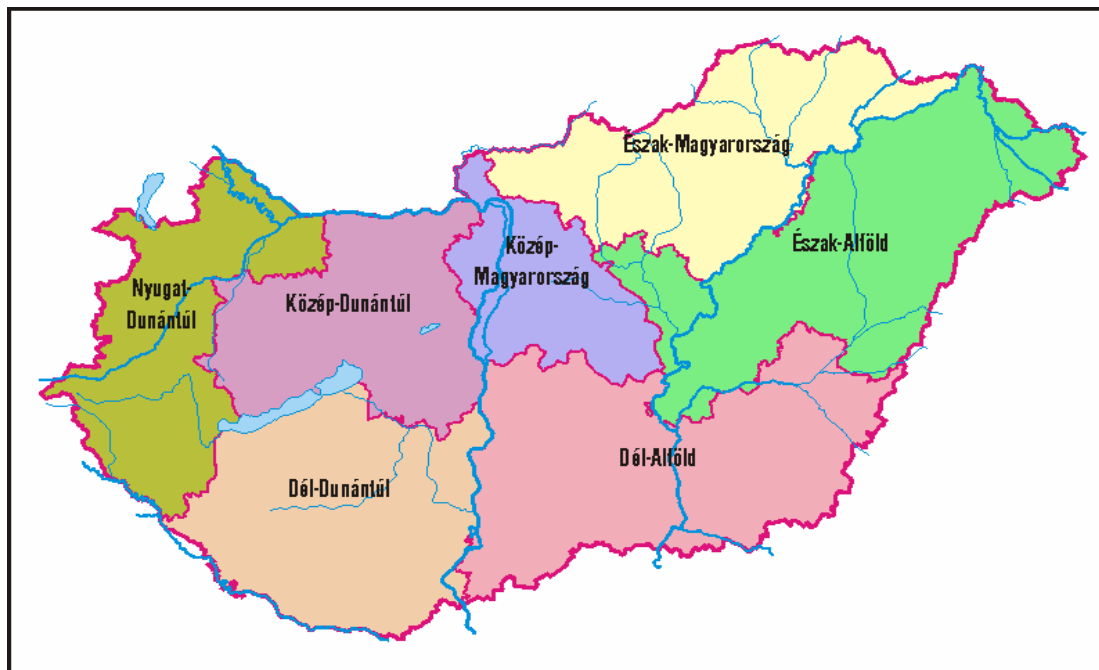 Észak-Magyarország
Észak-Alföld
Közép-
Magyarország
Nyugat-
Dunántúl
Közép-Dunántúl
Dél-Alföld
Dél-Dunántúl